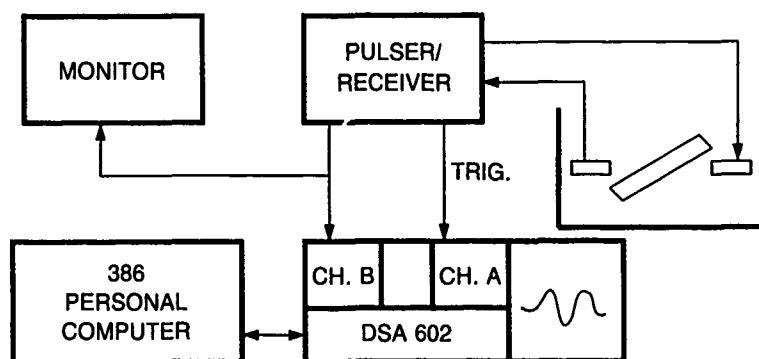 MONITOR
PULSER/
RECEIVER
TRIG.
386
PERSONAL
COMPUTER
CH. B
CH. A
DSA 602